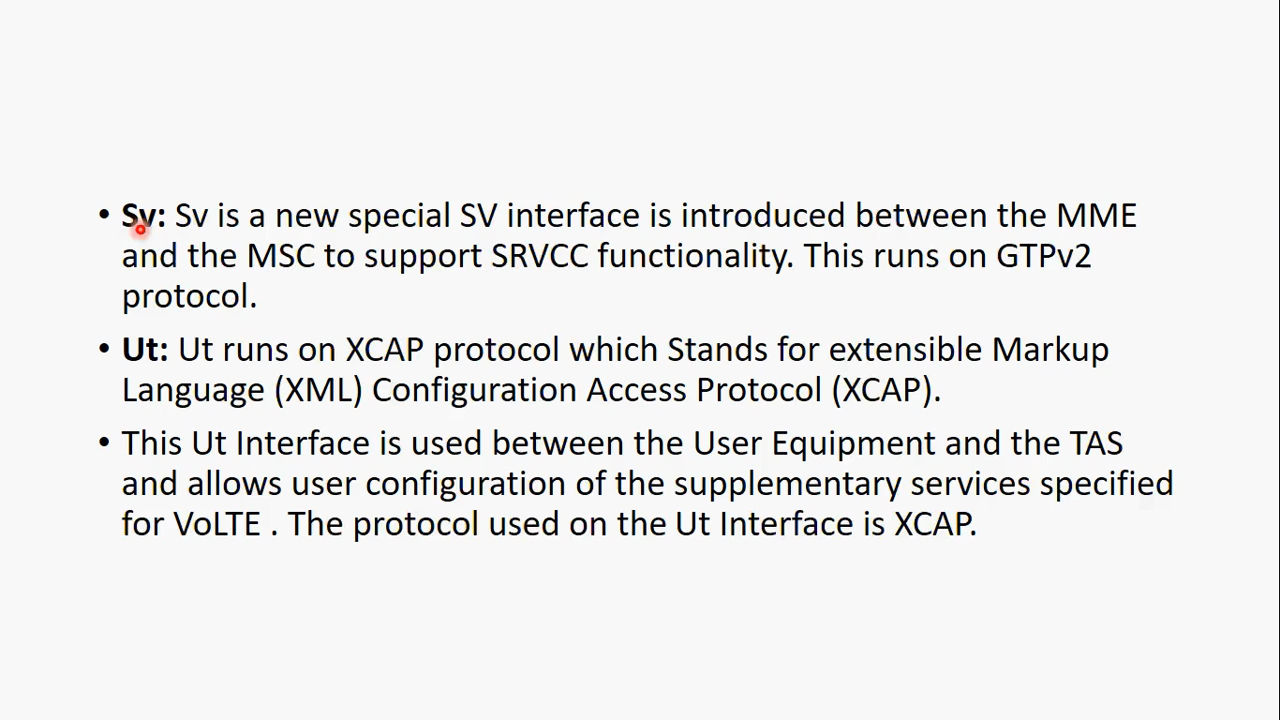 • Sv: Sv is a new special SV interface is introduced between the MME
and the MSC to support SRVCC functionality. This runs on GTPv2
protocol.
• Ut: Ut runs on XCAP protocol which Stands for extensible Markup
Language (XML) Configuration Access Protocol (XCAP).
• This Ut Interface is used between the User Equipment and the TAS
and allows user configuration of the supplementary services specified
for VoLTE . The protocol used on the Ut Interface is XCAP.